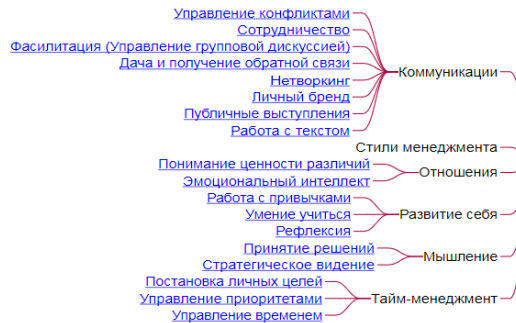 Управление конфликтами
Сотрудничество
Фасилитация (Управление групповой дискуссией)
Дача и получение обратной связи
Нетворкинг
Личный бренд
Публичные выступления
Работа с текстом
Коммуникации
Стили менеджмента
Понимание ценности различий
Эмоциональный интеллект
Отношения
Работа с привычками
Умение учиться
Рефлексия
Развитие себя
Принятие решений
Стратегическое видение
Мышление
Постановка личных целей
Управление приоритетами
Управление временем
Тайм-менеджмент